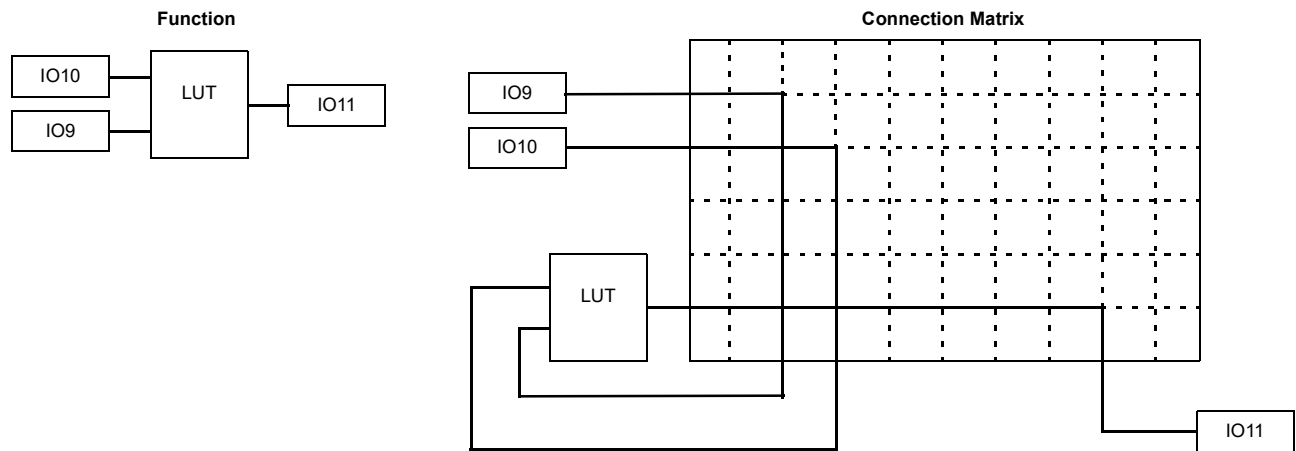 Function
IO10
LUT
IO11
IO9
Connection Matrix
IO9
IO10
LUT
IO11